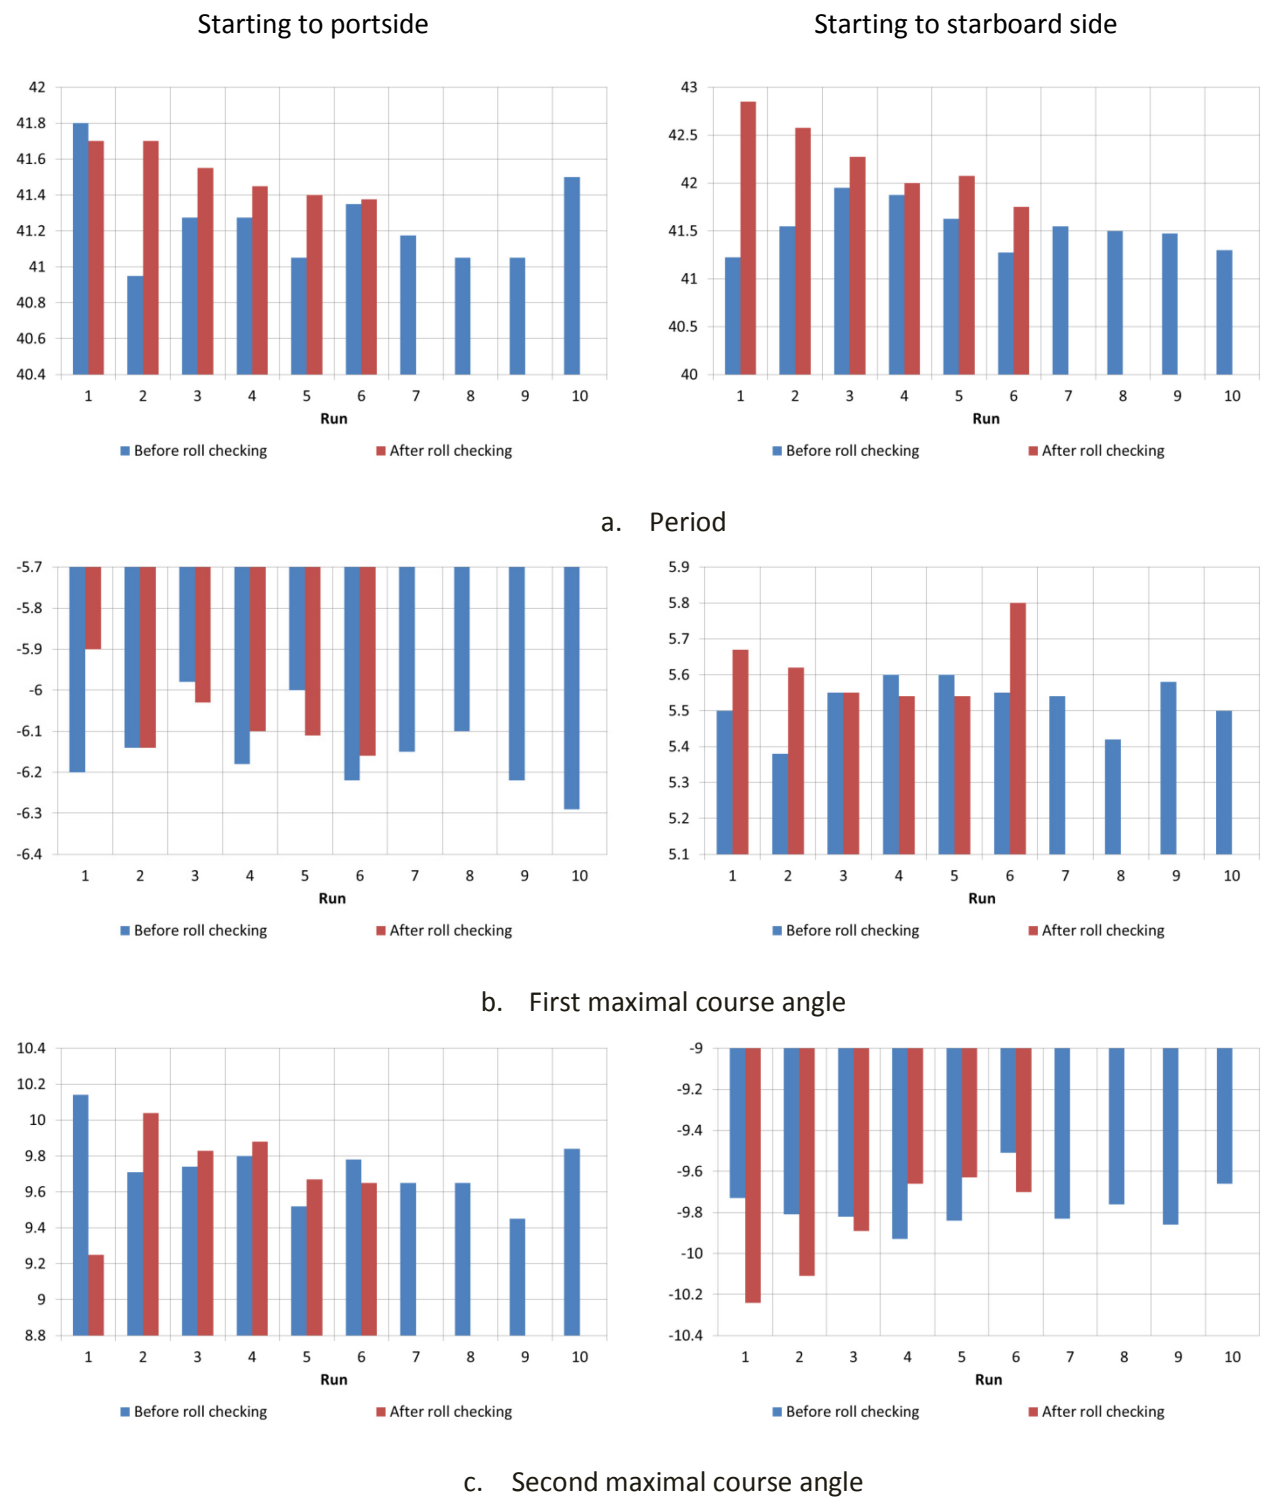 Starting to portside
Starting to starboard side
42
41.8
41.6
41.4
41.2
41
40.8
40.6
40.4
1 2 3 4 5 6 7 8 9 10
Run
Before roll checking After roll checking
43
42.5
42
41.5
41
40.5
40
1 2 3 4 5 6 7 8 9 10
Run
Before roll checking After roll checking
a. Period
-5.7
-5.8
-5.9
-6
-6.1
-6.2
-6.3
-6.4
1 2 3 4 5 6 7 8 9 10
Run
Before roll checking After roll checking
5.9
5.8
5.7
5.6
5.5
5.4
5.3
5.2
5.1
1 2 3 4 5 6 7 8 9 10
Run
Before roll checking After roll checking
b. First maximal course angle
10.4
10.2
10
9.8
9.6
9.4
9.2
9
8.8
1 2 3 4 5 6 7 8 9 10
Run
Before roll checking After roll checking
-9
-9.2
-9.4
-9.6
-9.8
-10
-10.2
-10.4
1 2 3 4 5 6 7 8 9 10
Run
Before roll checking After roll checking
c. Second maximal course angle